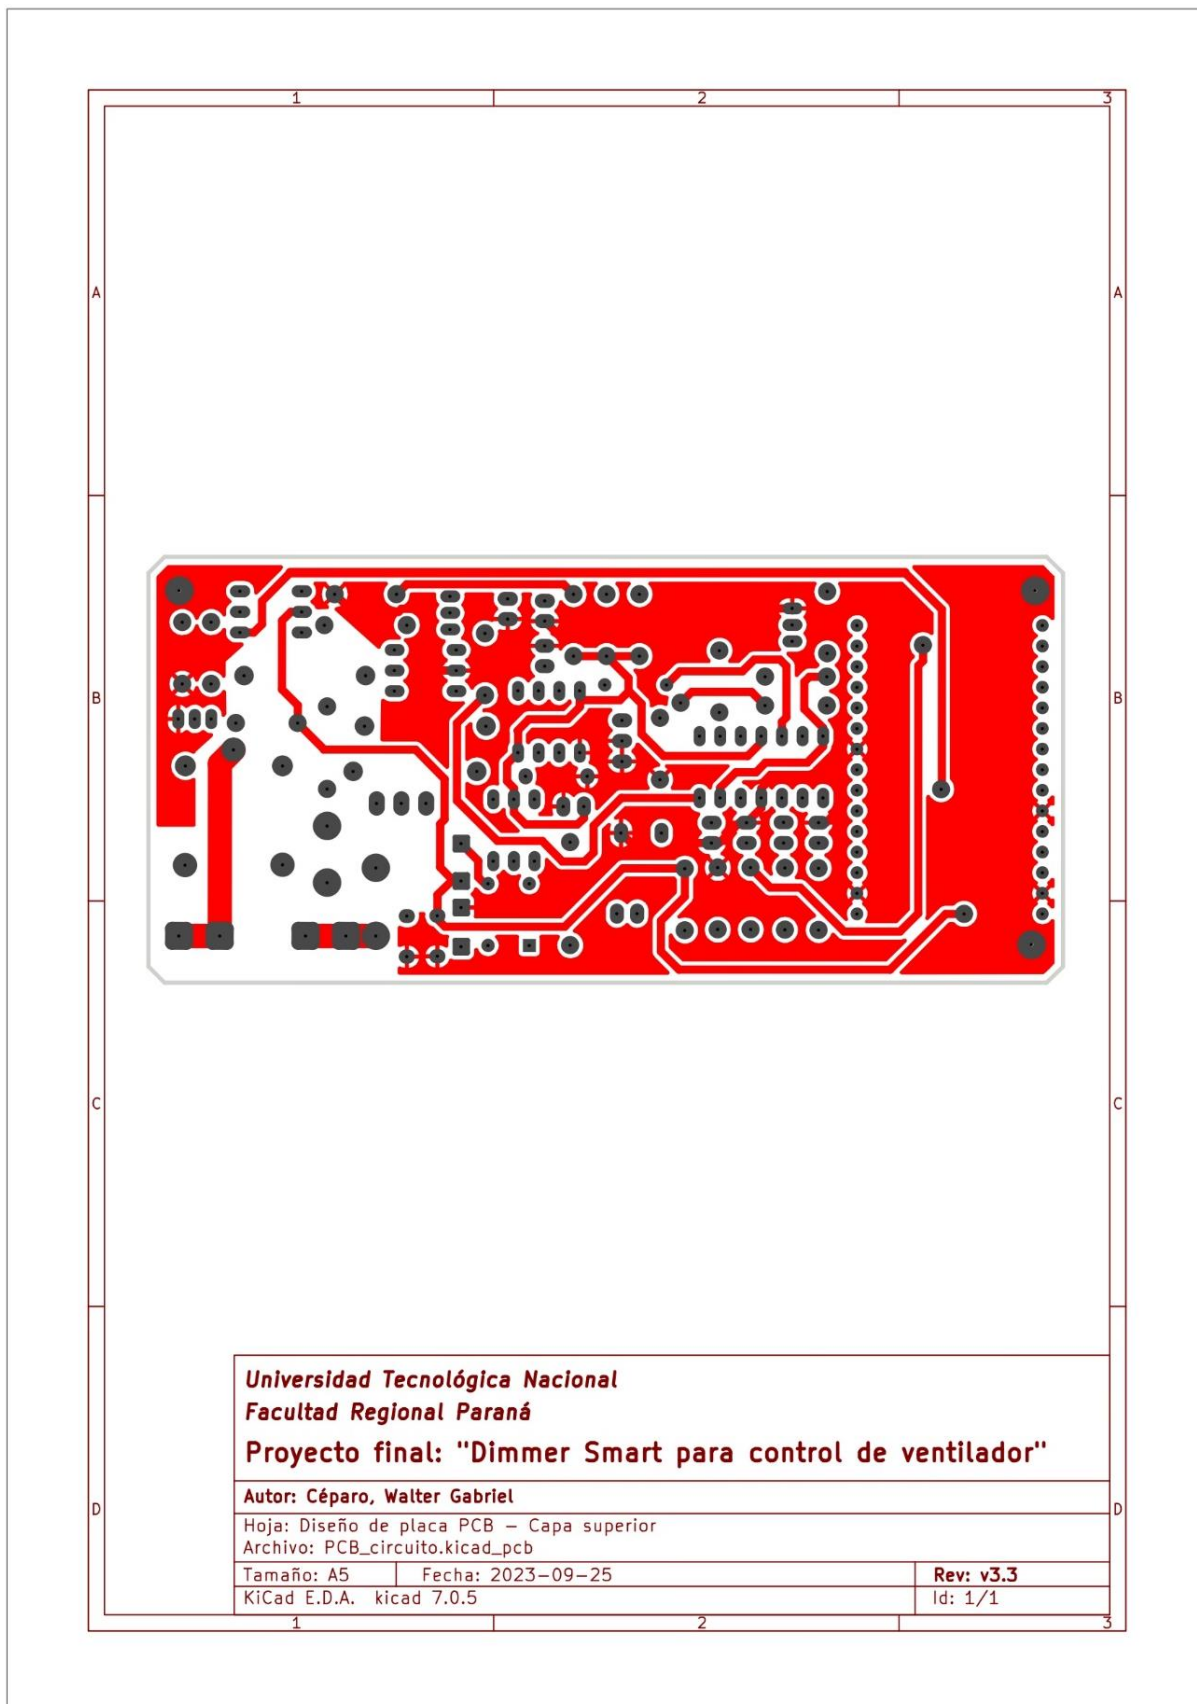 1 2 3
A A
B B
C C
D D
Universidad Tecnológica Nacional
Facultad Regional Paraná
Proyecto final: "Dimmer Smart para control de ventilador"
Autor: Céparo, Walter Gabriel
Hoja: Diseño de placa PCB – Capa superior
Archivo: PCB_circuito.kicad_pcb
Tamaño: A5 Fecha: 2023-09-25 Rev: v3.3
KiCad E.D.A. kicad 7.0.5 Id: 1/1
1 2 3